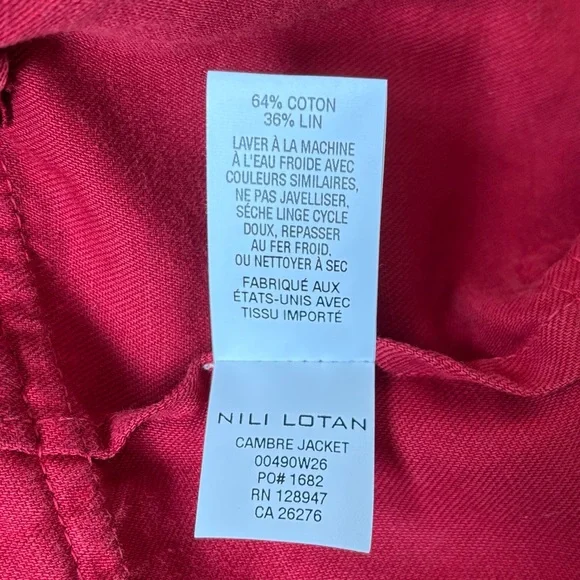 64% COTON
36% LIN
LAVER À LA MACHINE
À L'EAU FROIDE AVEC
COULEURS SIMILAIRES,
NE PAS JAVELLISER,
SÉCHE LINGE CYCLE
DOUX, REPASSER
AU FER FROID,
OU NETTOYER À SEC
FABRIQUÉ AUX
ÉTATS-UNIS AVEC
TISSU IMPORTÉ
NILI LOTAN
CAMBRE JACKET
00490W26
PO# 1682
RN 128947
CA 26276